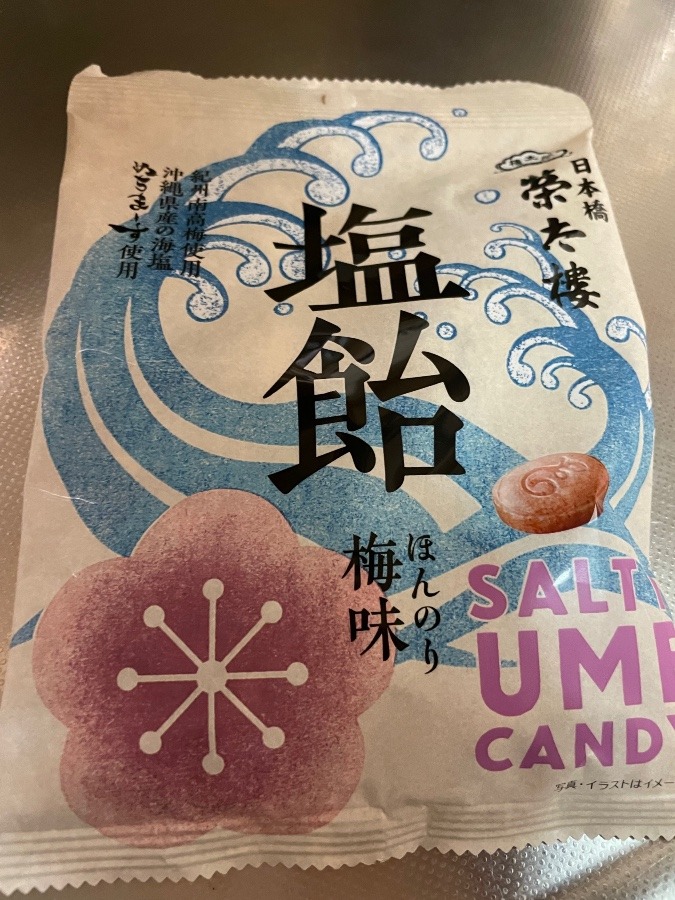 日本橋
榮太樓
紀州南高梅使用
沖縄県産の海塩
ぬちまーす使用
塩飴
ほんのり
梅味
SALT
UME
CANDY
写真・イラストはイメー